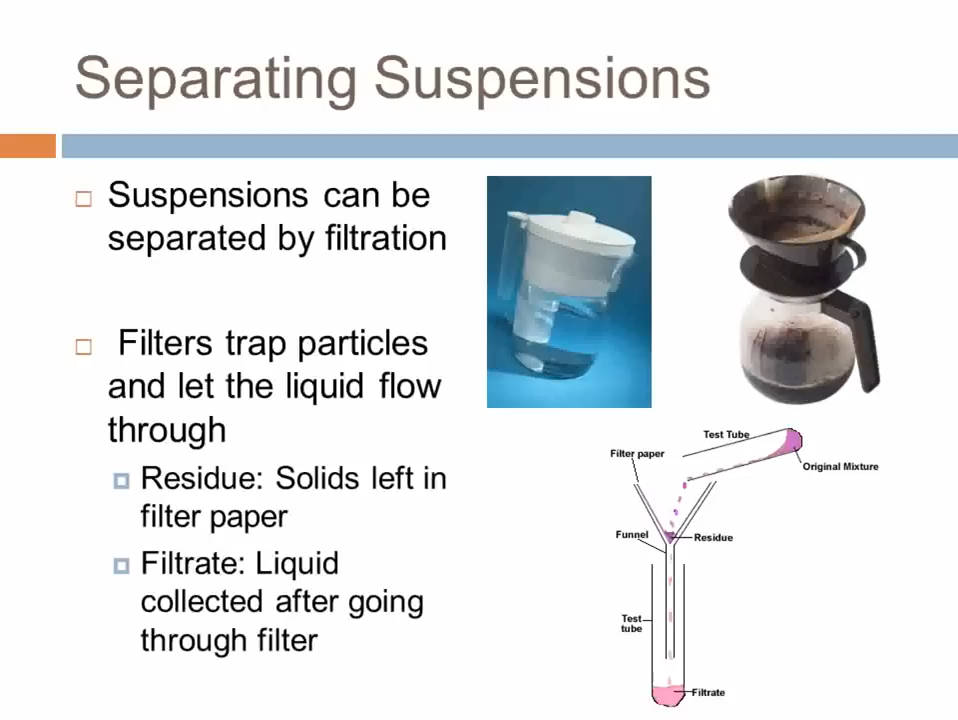 Separating Suspensions
Suspensions can be
separated by filtration
Filters trap particles
and let the liquid flow
through
Residue: Solids left in
filter paper
Filtrate: Liquid
collected after going
through filter
Test Tube
Filter paper
Original Mixture
Funnel
Residue
Test
tube
Filtrate